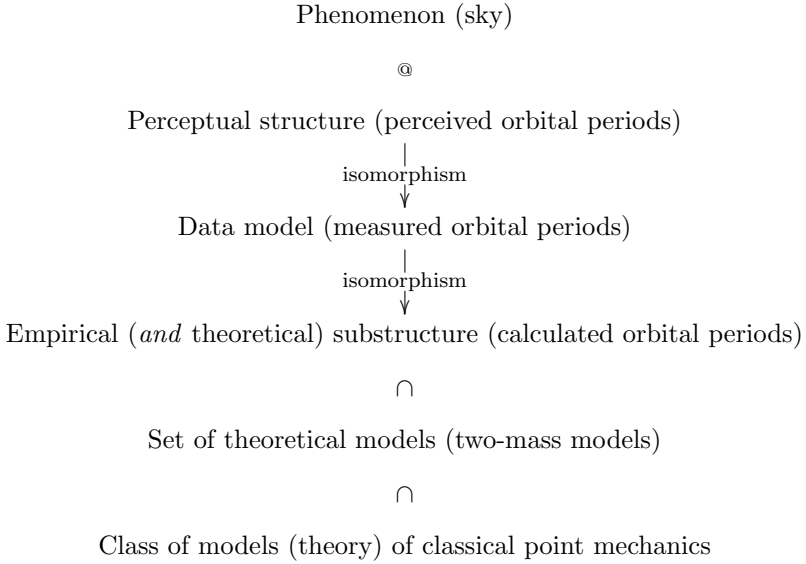 Phenomenon (sky)
@
Perceptual structure (perceived orbital periods)
isomorphism
Data model (measured orbital periods)
isomorphism
Empirical (and theoretical) substructure (calculated orbital periods)
∩
Set of theoretical models (two-mass models)
∩
Class of models (theory) of classical point mechanics